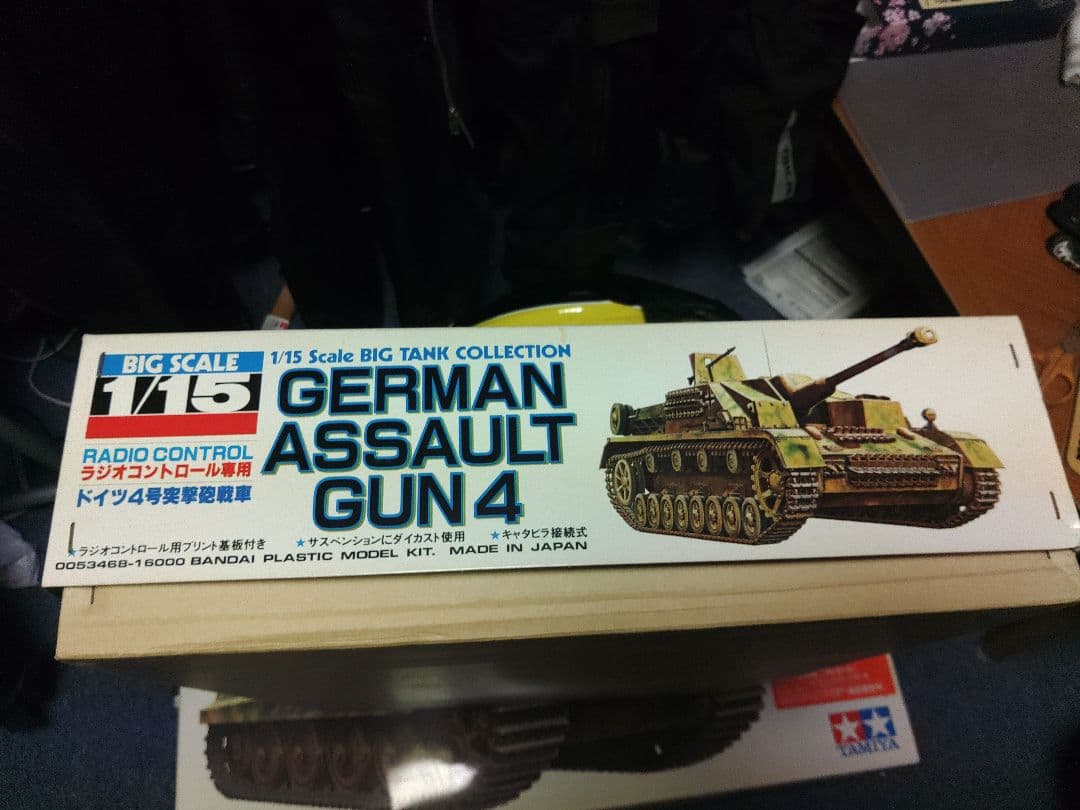 BIG SCALE
1/15
RADIO CONTROL
ラジオコントロール専用
ドイツ4号突撃砲戦車
1/15 Scale BIG TANK COLLECTION
GERMAN
ASSAULT
GUN 4
★ラジオコントロール用プリント基板付き ★サスペンションにダイカスト使用 ★キャタピラ接続式
0053468-16000 BANDAI PLASTIC MODEL KIT. MADE IN JAPAN
TAMIYA